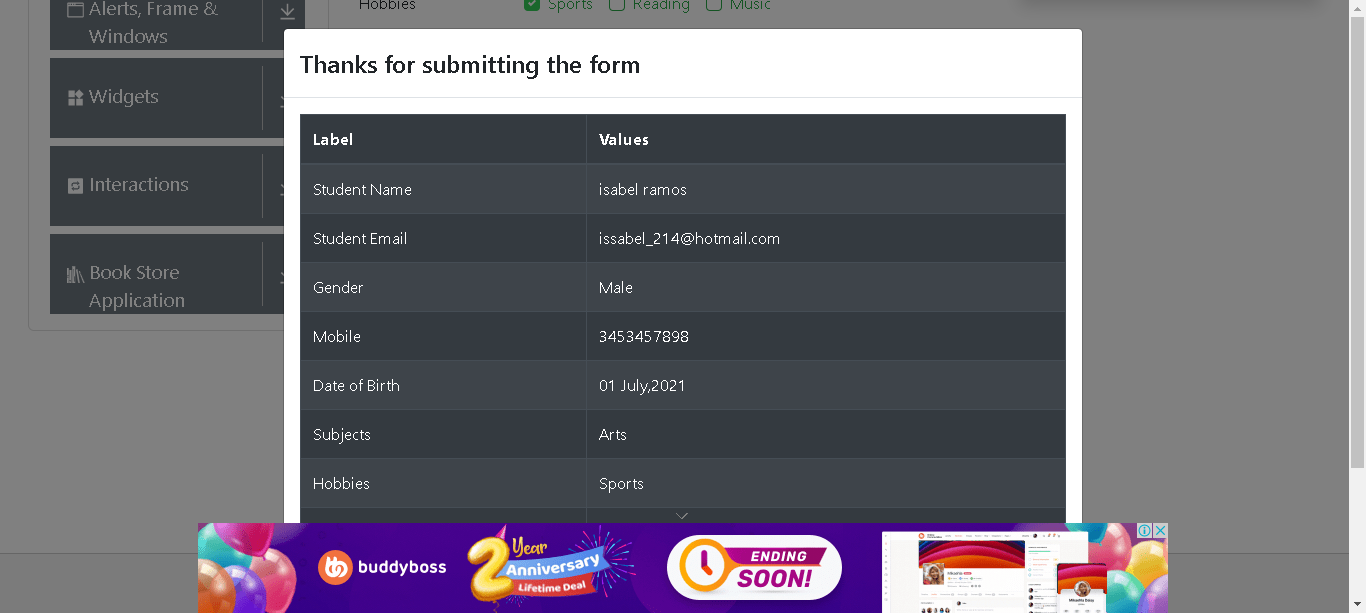 Hobbies Sports Reading Music
Alerts, Frame &
Windows
Widgets
Interactions
Book Store
Application
Thanks for submitting the form
Label Values
Student Name isabel ramos
Student Email issabel_214@hotmail.com
Gender Male
Mobile 3453457898
Date of Birth 01 July,2021
Subjects Arts
Hobbies Sports
buddyboss
2 Year
Anniversary
Lifetime Deal
ENDING
SOON!